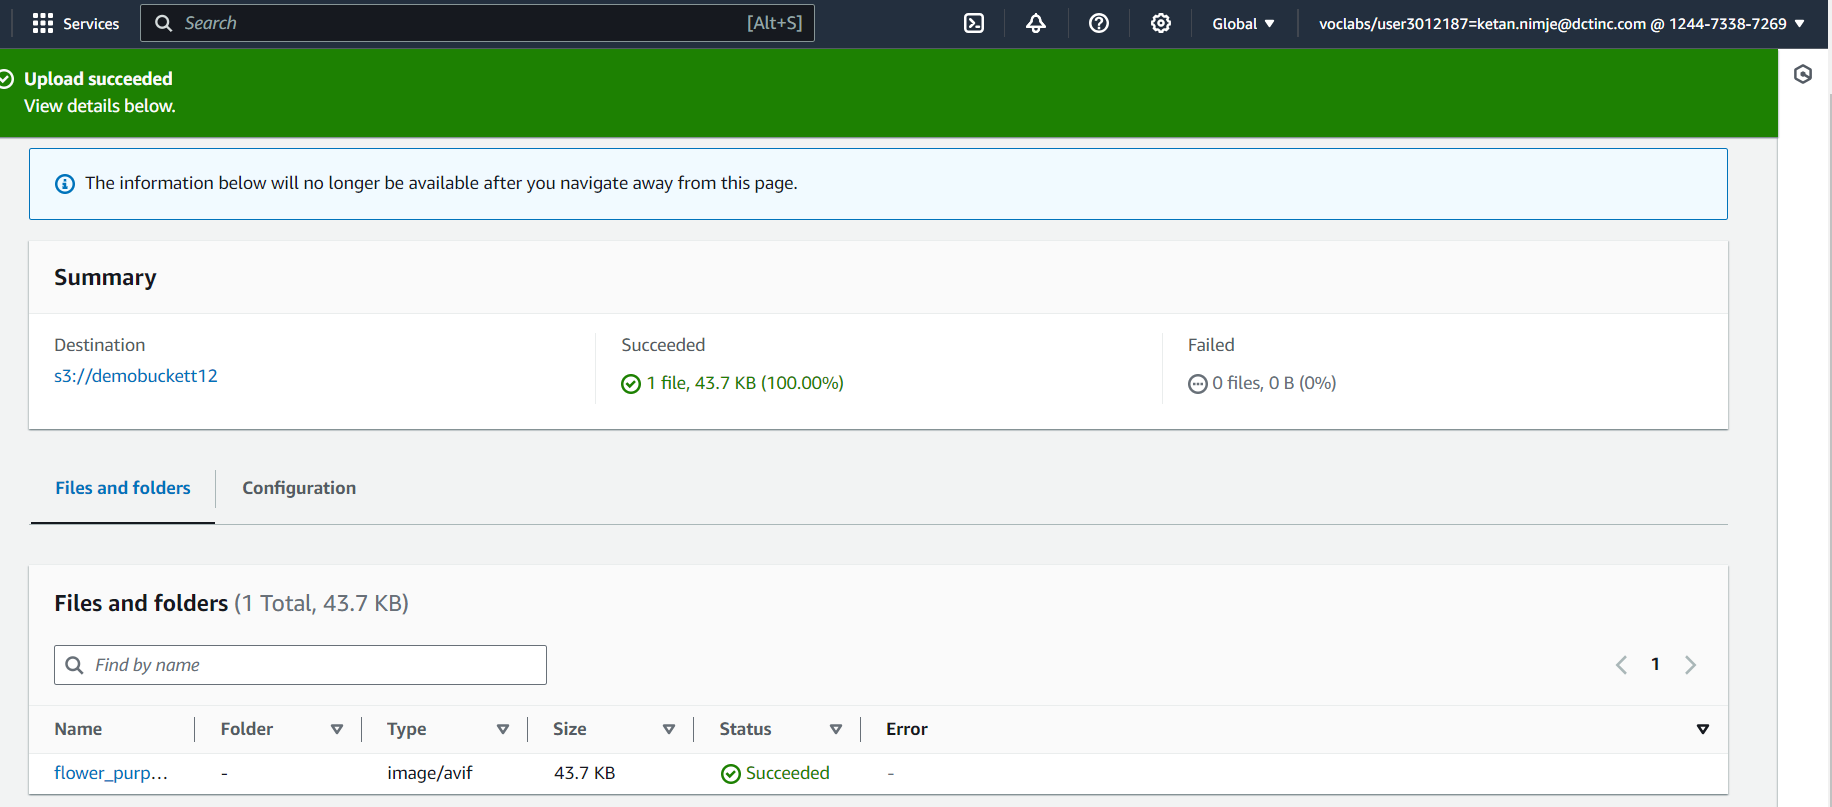 Services
Search [Alt+S]
Global
voclabs/user3012187=ketan.nimje@dctinc.com @ 1244-7338-7269
Upload succeeded
View details below.
The information below will no longer be available after you navigate away from this page.
Summary
Destination
s3://demobuckett12
Succeeded
1 file, 43.7 KB (100.00%)
Failed
0 files, 0 B (0%)
Files and folders Configuration
Files and folders (1 Total, 43.7 KB)
Find by name
1
Name Folder Type Size Status Error
flower_purp... - image/avif 43.7 KB Succeeded -